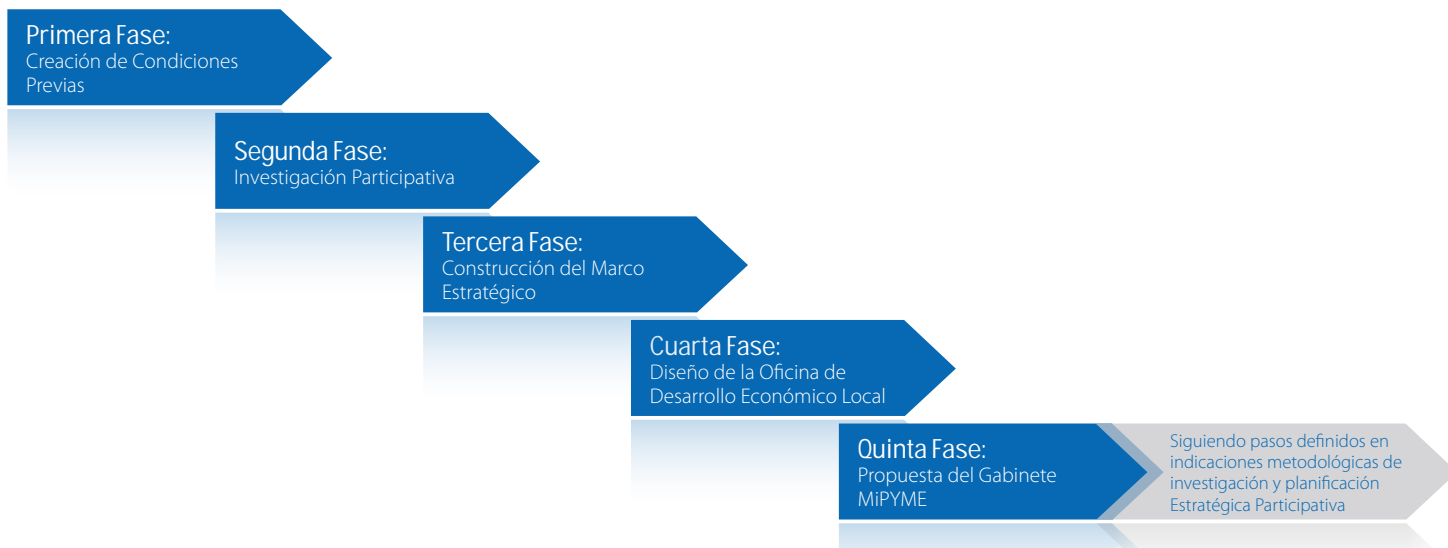 Primera Fase:
Creación de Condiciones
Previas
Segunda Fase:
Investigación Participativa
Tercera Fase:
Construcción del Marco
Estratégico
Cuarta Fase:
Diseño de la Oficina de
Desarrollo Económico Local
Quinta Fase:
Propuesta del Gabinete
MiPYME
Siguiendo pasos definidos en
indicaciones metodológicas de
investigación y planificación
Estratégica Participativa